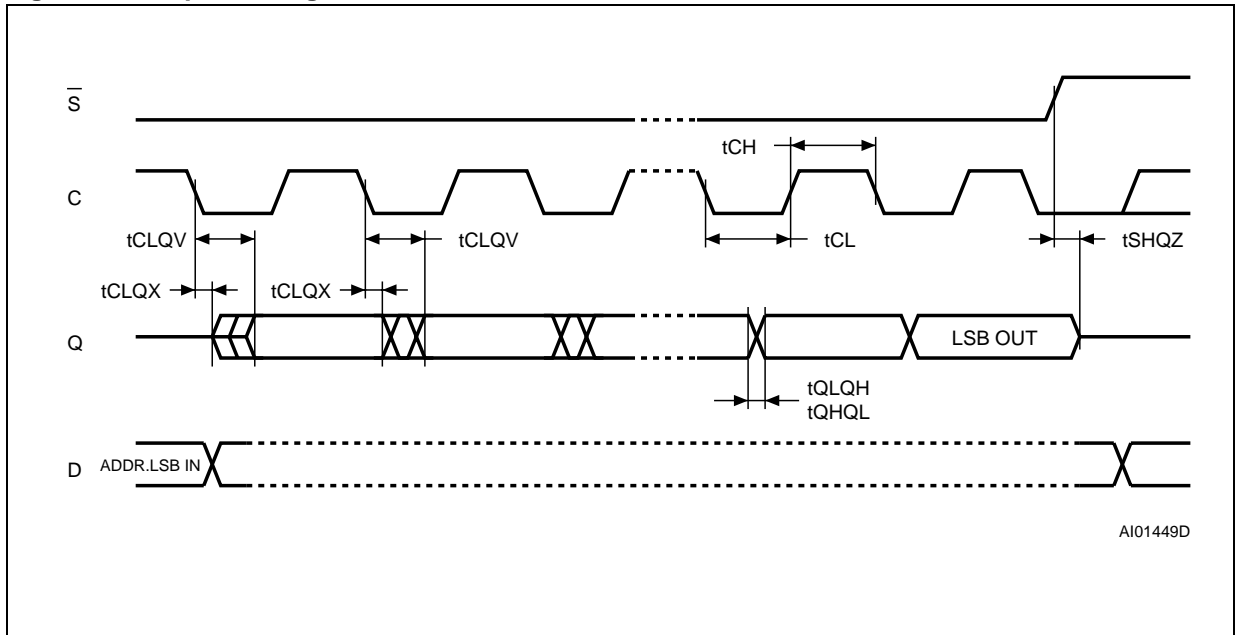 S
tCH
C
tCLQV
tCLQV
tCL
tSHQZ
tCLQX
tCLQX
Q
LSB OUT
tQLQH
tQHQL
D
ADDR.LSB IN
AI01449D